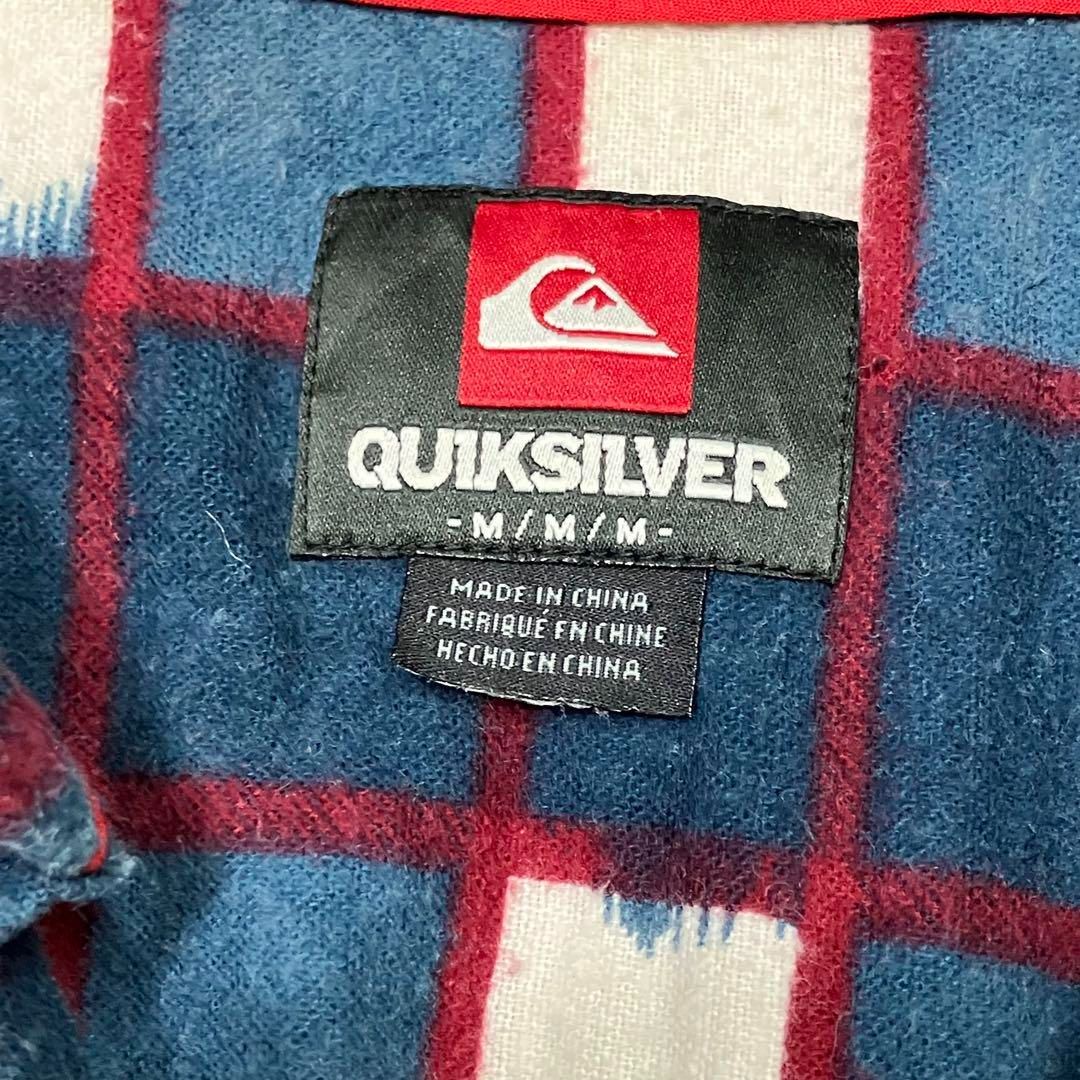 QUIKSILVER
- M / M / M -
MADE IN CHINA
FABRIQUÉ EN CHINE
HECHO EN CHINA